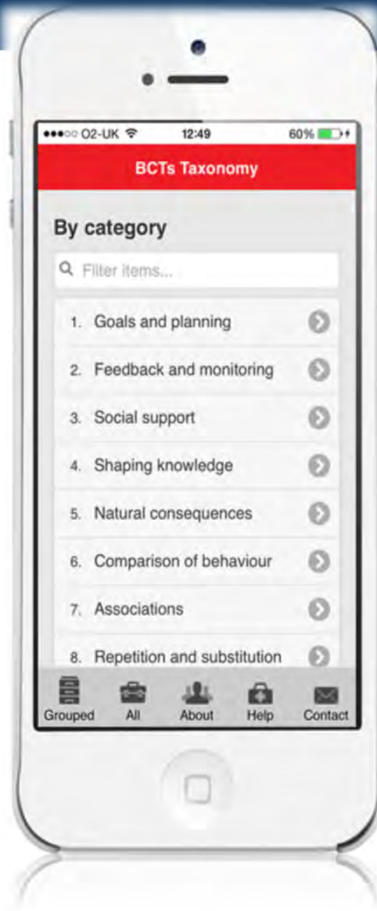 ●●●○○ O2-UK 12:49 60%
BCTs Taxonomy
By category
Filter items...
1. Goals and planning
2. Feedback and monitoring
3. Social support
4. Shaping knowledge
5. Natural consequences
6. Comparison of behaviour
7. Associations
8. Repetition and substitution
Grouped All About Help Contact